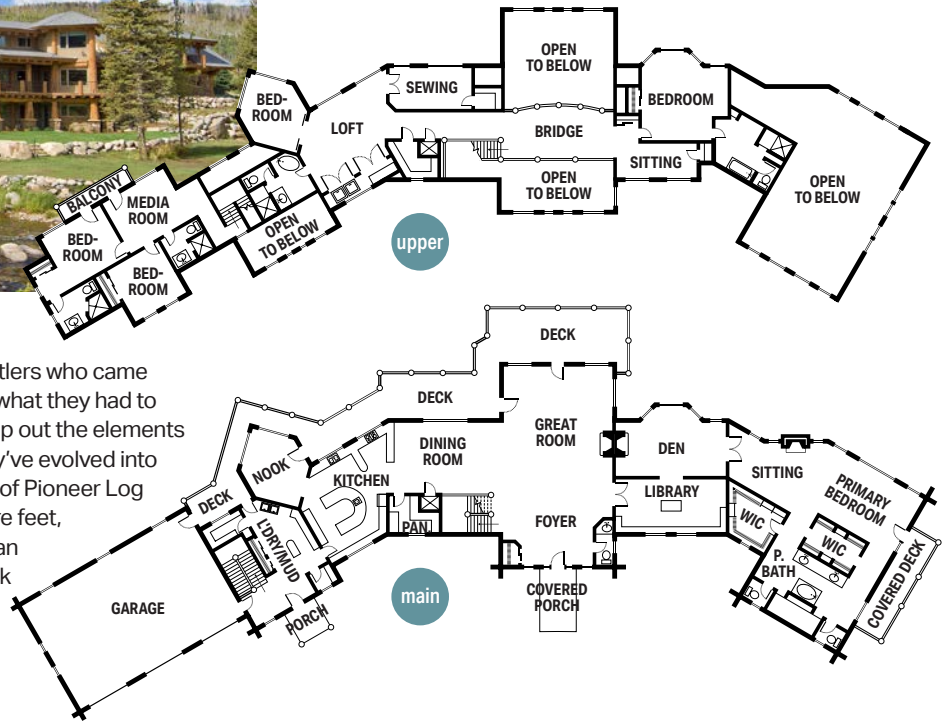 OPEN
TO BELOW
SEWING
BED-
ROOM
BEDROOM
LOFT
BRIDGE
SITTING
BALCONY
MEDIA
ROOM
OPEN
TO BELOW
OPEN
TO BELOW
OPEN
TO BELOW
BED-
ROOM
BED-
ROOM
upper
tlers who came
what they had to
p out the elements
y've evolved into
of Pioneer Log
re feet,
an
k
DECK
DECK
GREAT
ROOM
DINING
ROOM
DEN
NOOK
KITCHEN
SITTING
PRIMARY
BEDROOM
LIBRARY
DECK
WIC
L'DRY/MUD
PAN
FOYER
WIC
P.
BATH
GARAGE
main
COVERED
PORCH
PORCH
COVERED DECK